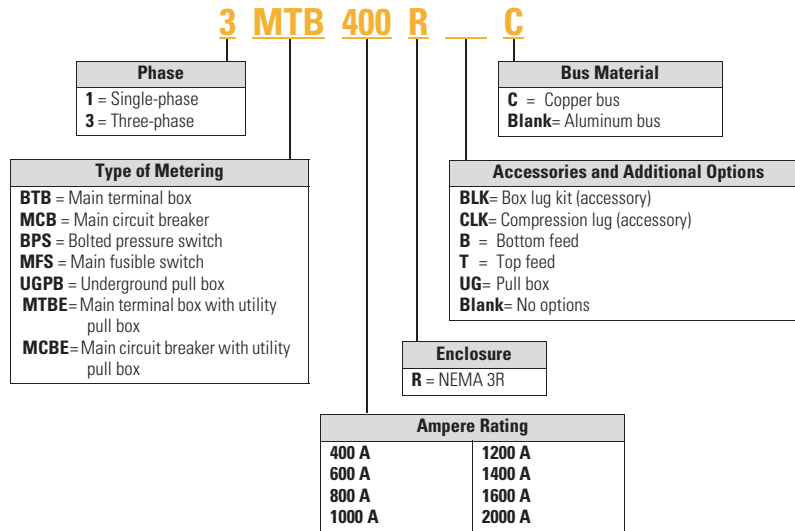 3 MTB 400 R __ C
Phase
1 = Single-phase
3 = Three-phase
Bus Material
C = Copper bus
Blank= Aluminum bus
Type of Metering
BTB = Main terminal box
MCB = Main circuit breaker
BPS = Bolted pressure switch
MFS = Main fusible switch
UGPB = Underground pull box
MTBE= Main terminal box with utility
pull box
MCBE= Main circuit breaker with utility
pull box
Accessories and Additional Options
BLK= Box lug kit (accessory)
CLK= Compression lug (accessory)
B = Bottom feed
T = Top feed
UG= Pull box
Blank= No options
Enclosure
R = NEMA 3R
Ampere Rating
400 A 1200 A
600 A 1400 A
800 A 1600 A
1000 A 2000 A